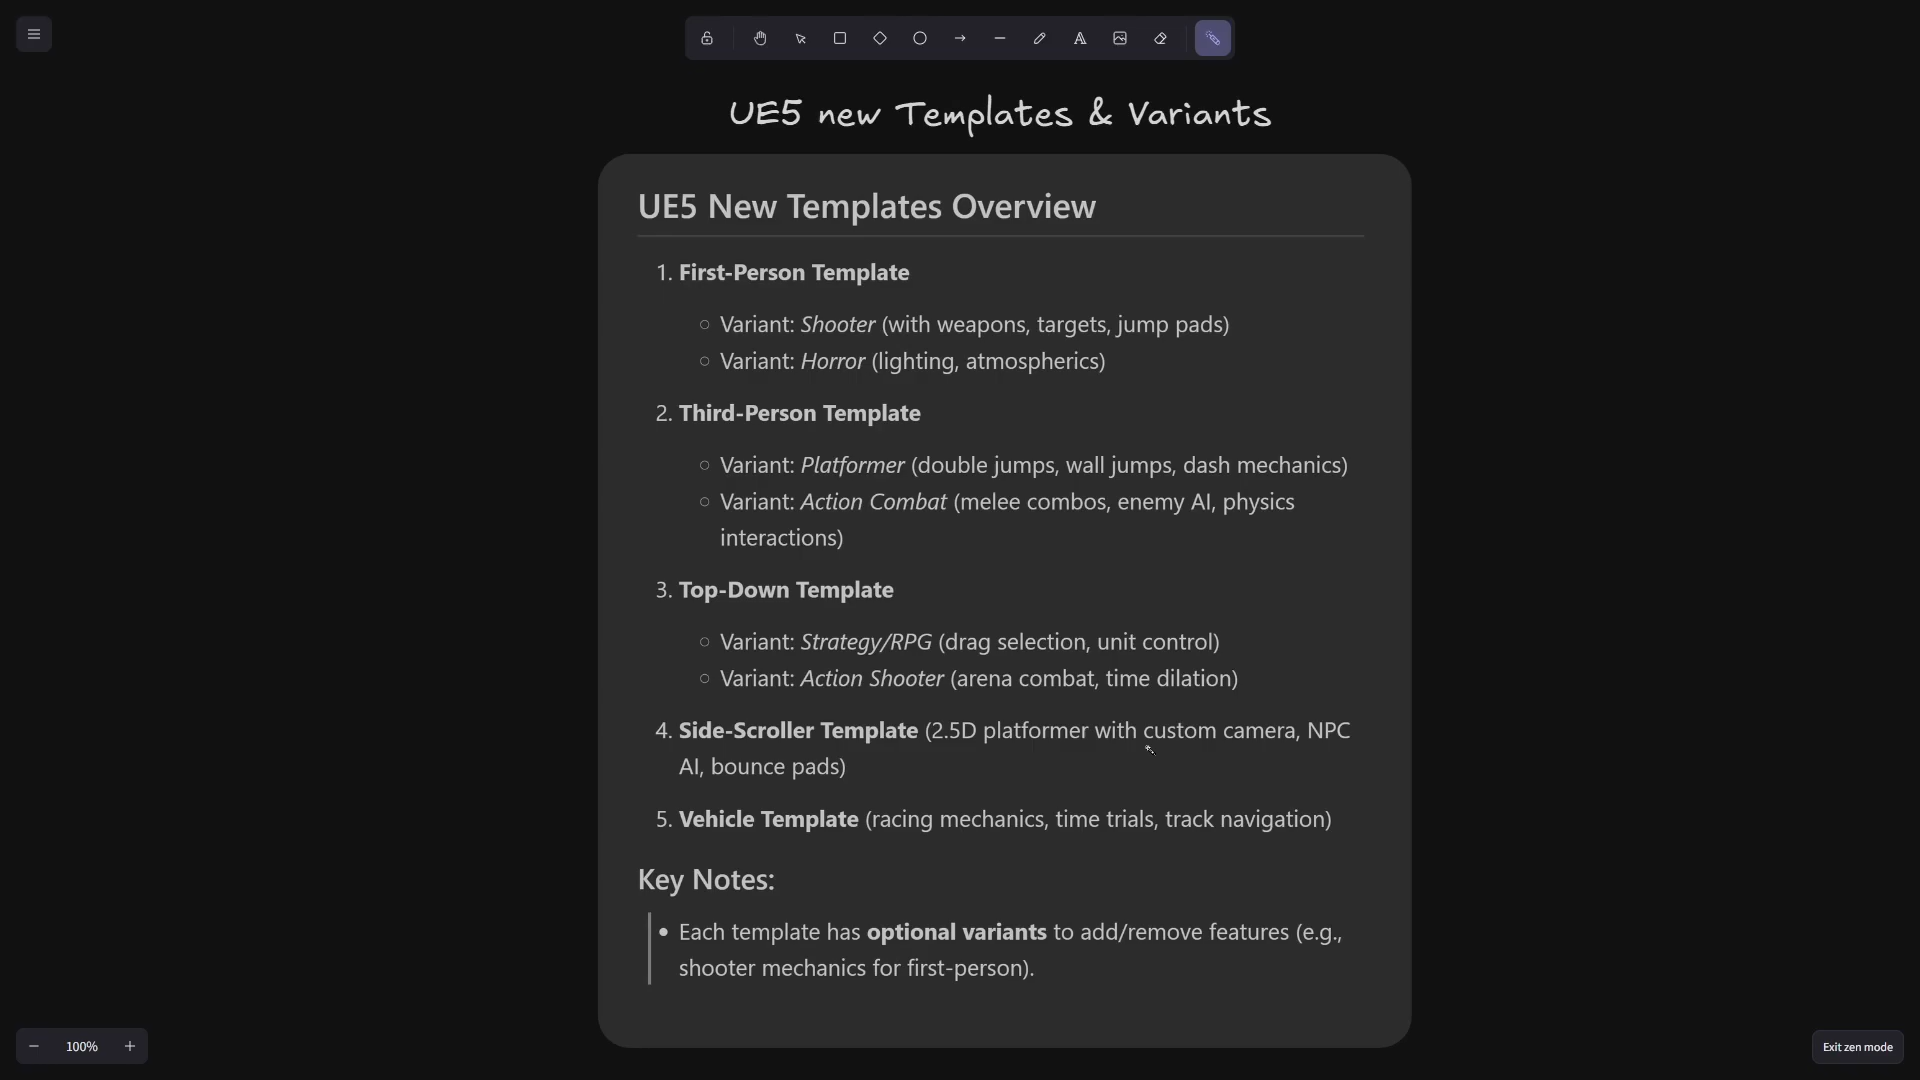 UE5 new Templates & Variants
UE5 New Templates Overview
1. First-Person Template
○ Variant: Shooter (with weapons, targets, jump pads)
○ Variant: Horror (lighting, atmospherics)
2. Third-Person Template
○ Variant: Platformer (double jumps, wall jumps, dash mechanics)
○ Variant: Action Combat (melee combos, enemy AI, physics
interactions)
3. Top-Down Template
○ Variant: Strategy/RPG (drag selection, unit control)
○ Variant: Action Shooter (arena combat, time dilation)
4. Side-Scroller Template (2.5D platformer with custom camera, NPC
AI, bounce pads)
5. Vehicle Template (racing mechanics, time trials, track navigation)
Key Notes:
• Each template has optional variants to add/remove features (e.g.,
shooter mechanics for first-person).
100%
Exit zen mode